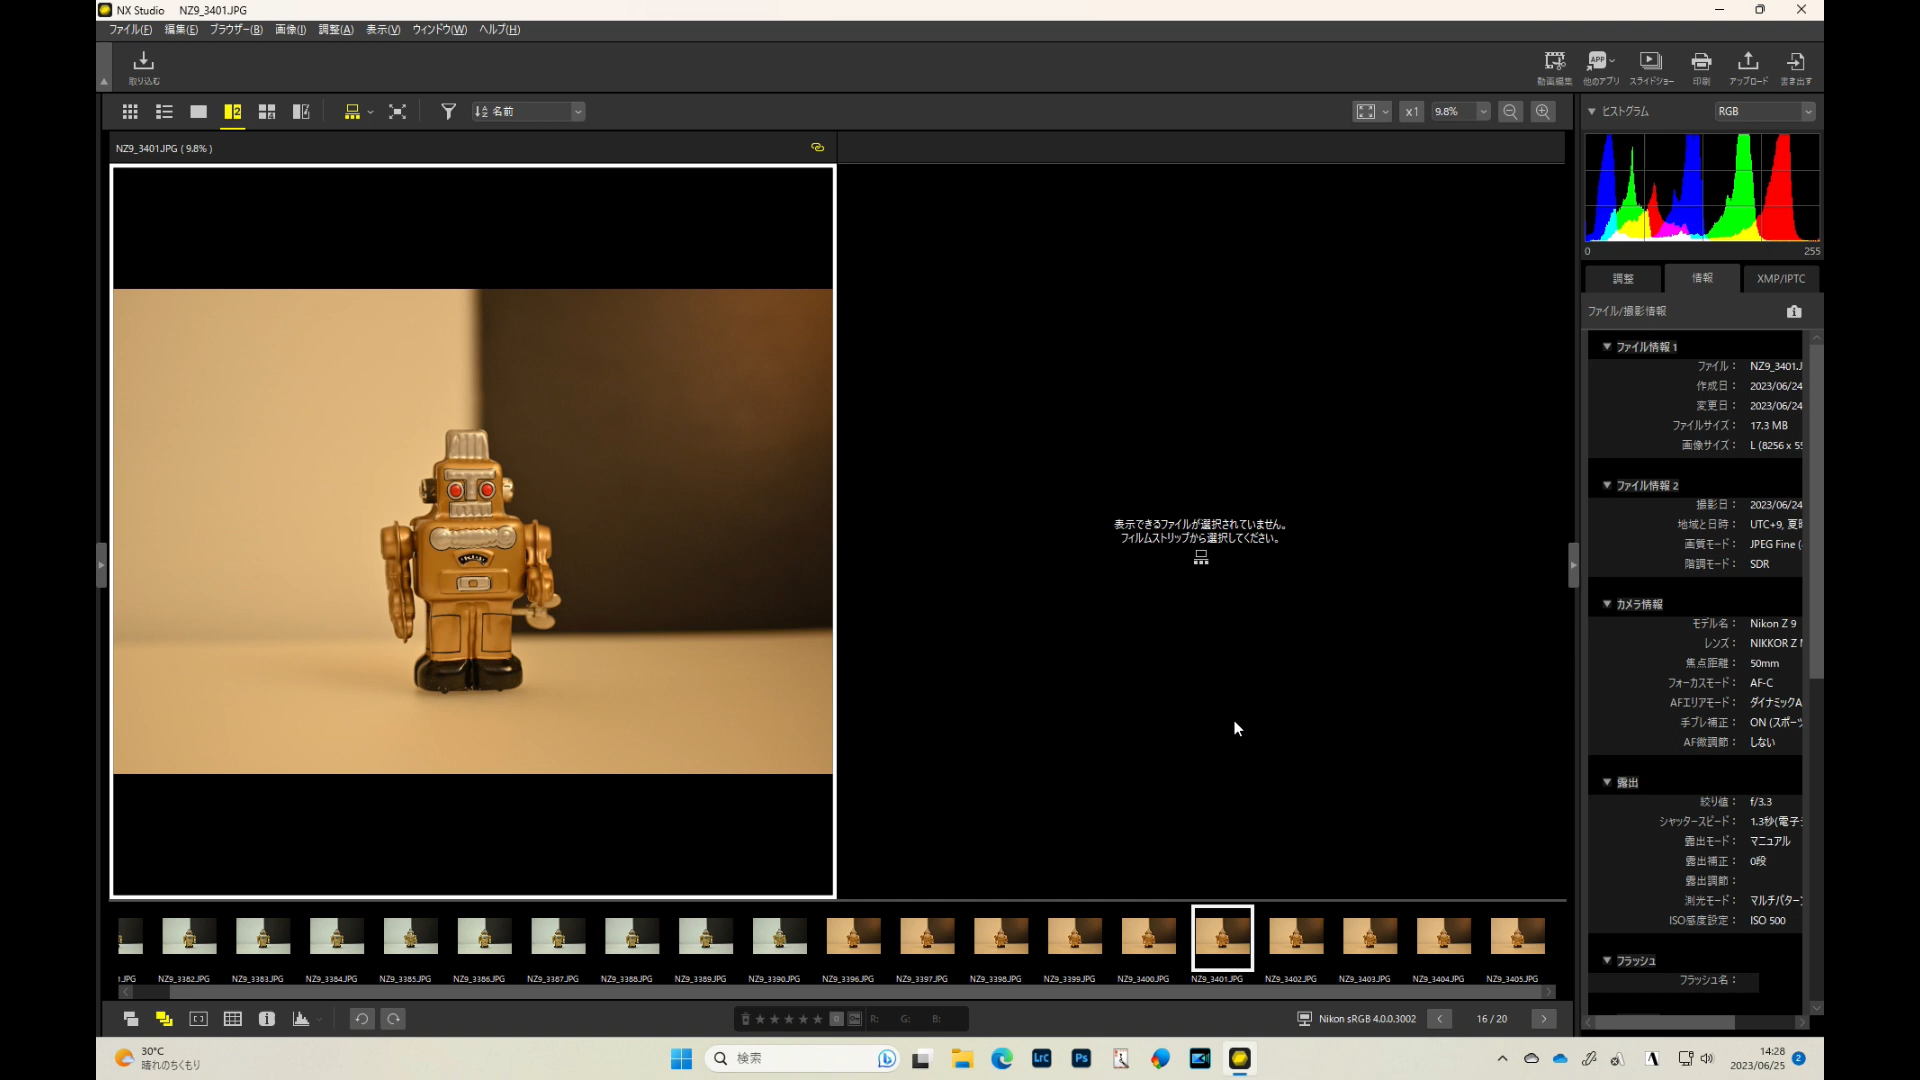 NX Studio NZ9_3401.JPG
ファイル(F) 編集(E) ブラウザー(B) 画像(I) 調整(A) 表示(V) ウィンドウ(W) ヘルプ(H)
取り込む
動画編集 他のアプリ スライドショー 印刷 アップロード 書き出す
名前
x1 9.8%
ヒストグラム RGB
NZ9_3401.JPG ( 9.8% )
0 255
調整 情報 XMP/IPTC
ファイル/撮影情報
ファイル情報 1
ファイル： NZ9_3401.J
作成日： 2023/06/24
変更日： 2023/06/24
ファイルサイズ： 17.3 MB
画像サイズ： L (8256 x 55
ファイル情報 2
撮影日： 2023/06/24
地域と日時： UTC+9, 夏時
画質モード： JPEG Fine (
階調モード： SDR
カメラ情報
モデル名： Nikon Z 9
レンズ： NIKKOR Z
焦点距離： 50mm
フォーカスモード： AF-C
AFエリアモード： ダイナミックA
手ブレ補正： ON (スポーツ
AF微調節： しない
露出
絞り値： f/3.3
シャッタースピード： 1.3秒(電子シ
露出モード： マニュアル
露出補正： 0段
露出調節：
測光モード： マルチパターン
ISO感度設定： ISO 500
フラッシュ
フラッシュ名：
表示できるファイルが選択されていません。
フィルムストリップから選択してください。
1.JPG NZ9_3382.JPG NZ9_3383.JPG NZ9_3384.JPG NZ9_3385.JPG NZ9_3386.JPG NZ9_3387.JPG NZ9_3388.JPG NZ9_3389.JPG NZ9_3390.JPG NZ9_3396.JPG NZ9_3397.JPG NZ9_3398.JPG NZ9_3399.JPG NZ9_3400.JPG NZ9_3401.JPG NZ9_3402.JPG NZ9_3403.JPG NZ9_3404.JPG NZ9_3405.JPG
R: G: B:
Nikon sRGB 4.0.0.3002 16 / 20
30°C
晴れのちくもり
検索
LrC Ps
A
14:28
2023/06/25
2